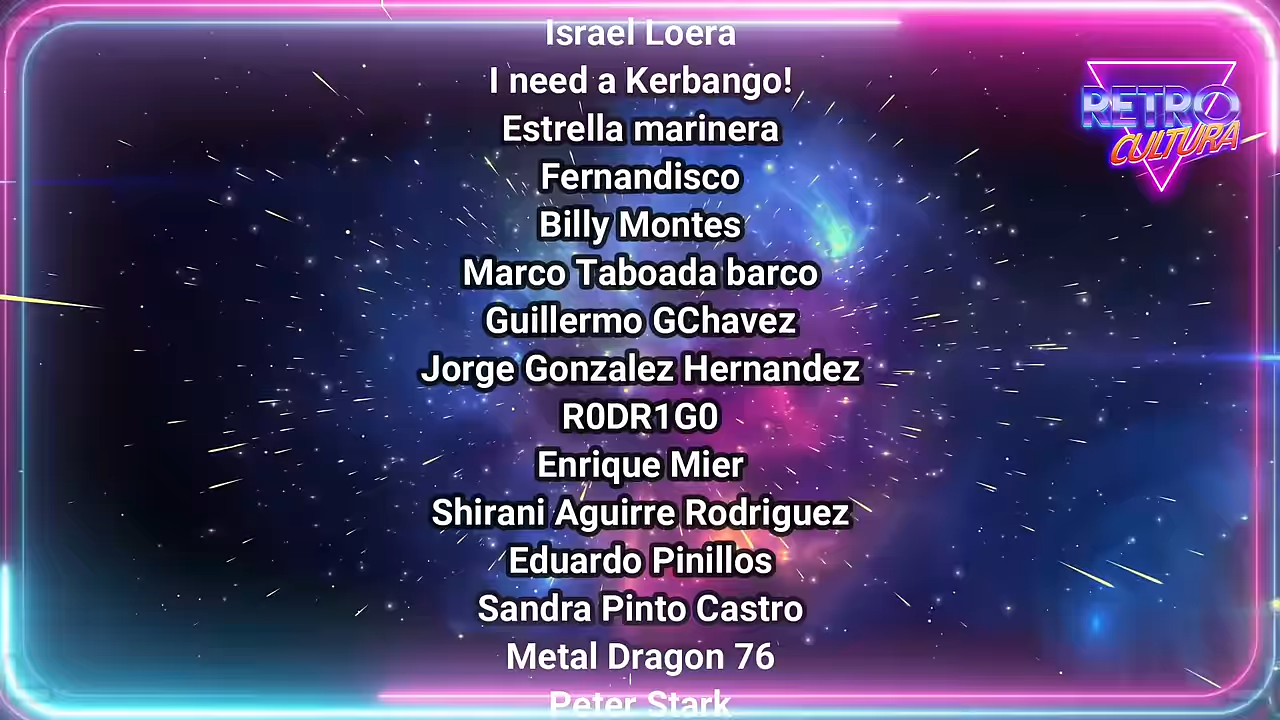 Israel Loera
I need a Kerbango!
Estrella marinera
Fernandisco
Billy Montes
Marco Taboada barco
Guillermo GChavez
Jorge Gonzalez Hernandez
R0DR1G0
Enrique Mier
Shirani Aguirre Rodriguez
Eduardo Pinillos
Sandra Pinto Castro
Metal Dragon 76
Peter Stark
RETRO
CULTURA